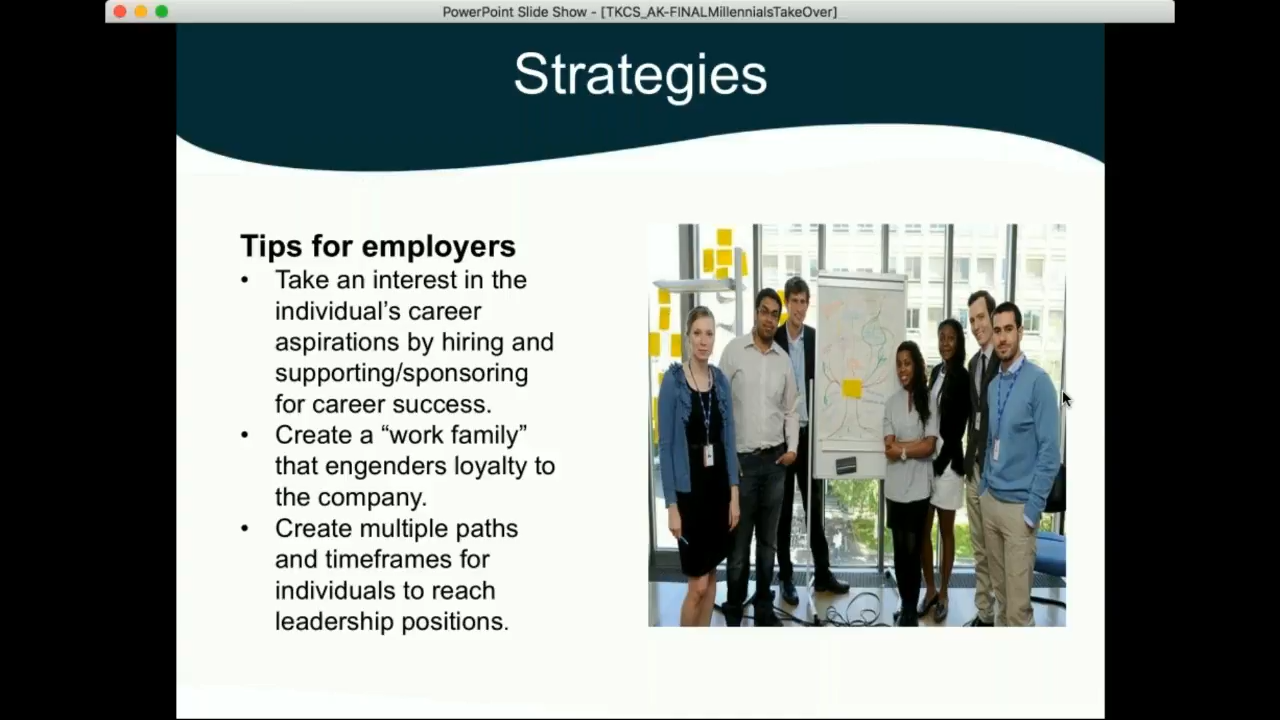 PowerPoint Slide Show - [TKCS_AK-FINALMillennialsTakeOver]
Strategies
Tips for employers
• Take an interest in the
individual’s career
aspirations by hiring and
supporting/sponsoring
for career success.
• Create a “work family”
that engenders loyalty to
the company.
• Create multiple paths
and timeframes for
individuals to reach
leadership positions.